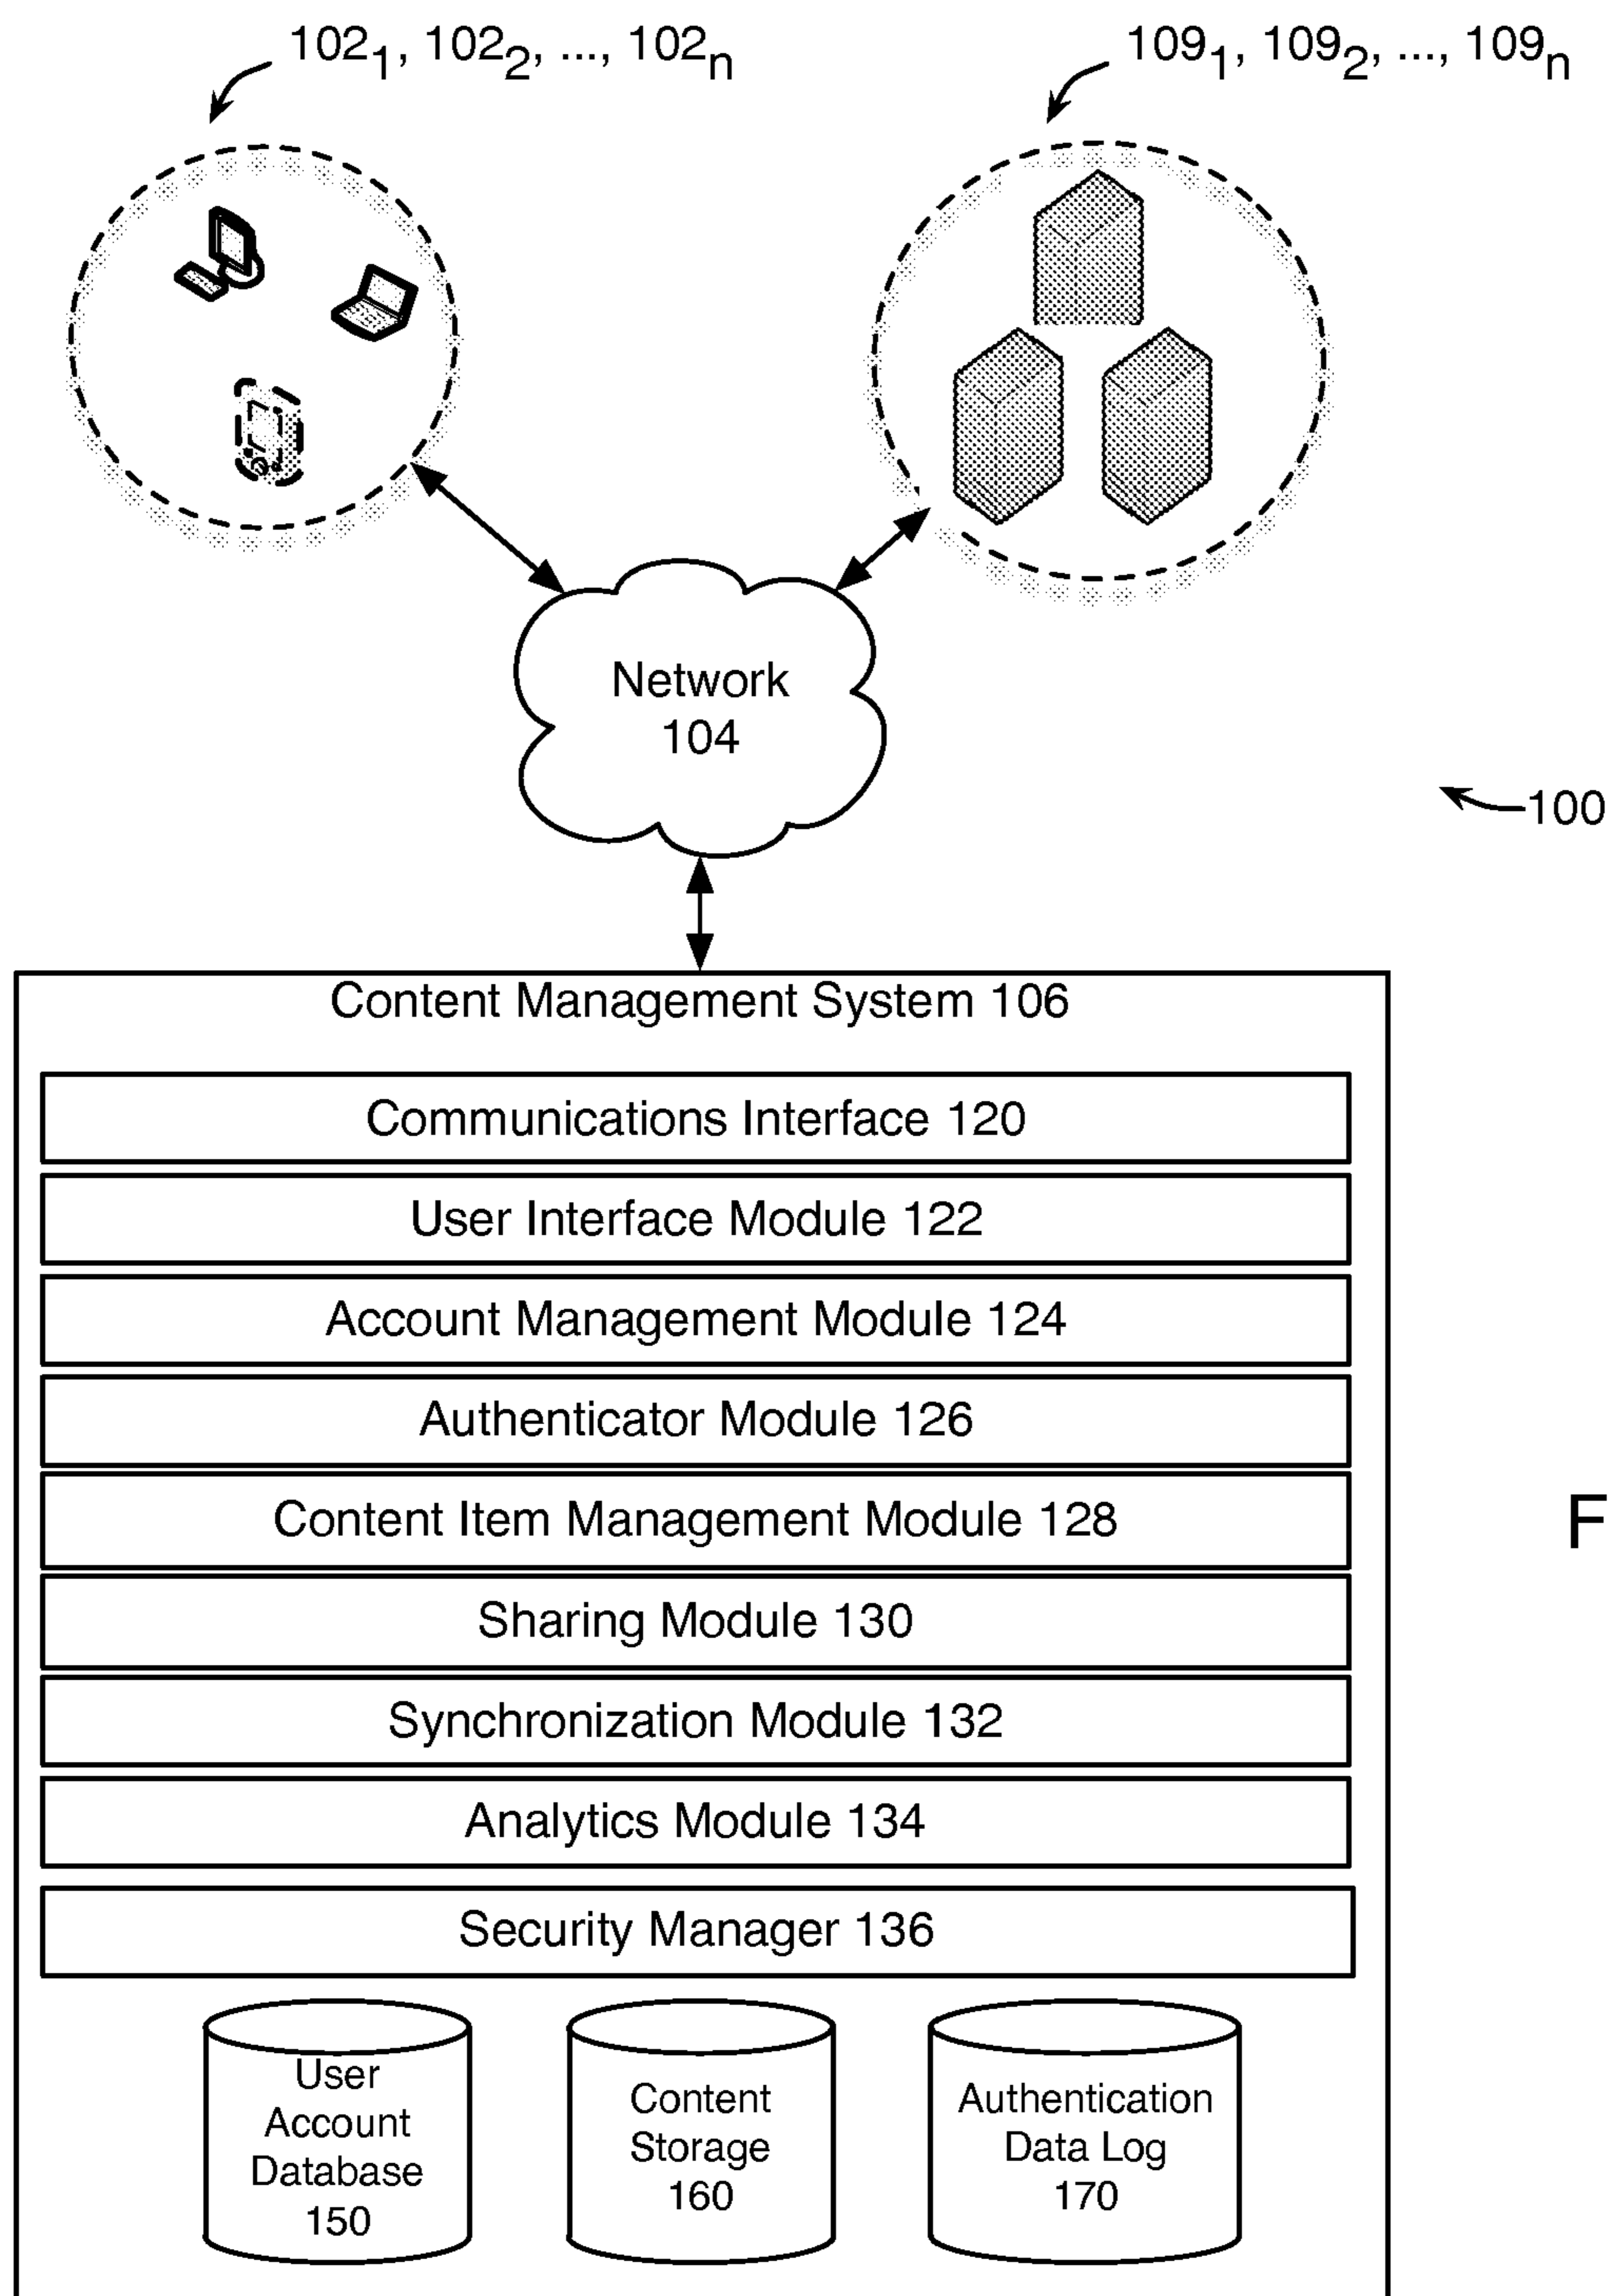 102₁, 102₂, ..., 102ₙ
109₁, 109₂, ..., 109ₙ
Network
104
100
Content Management System 106
Communications Interface 120
User Interface Module 122
Account Management Module 124
Authenticator Module 126
Content Item Management Module 128
F
Sharing Module 130
Synchronization Module 132
Analytics Module 134
Security Manager 136
User
Account
Database
150
Content
Storage
160
Authentication
Data Log
170